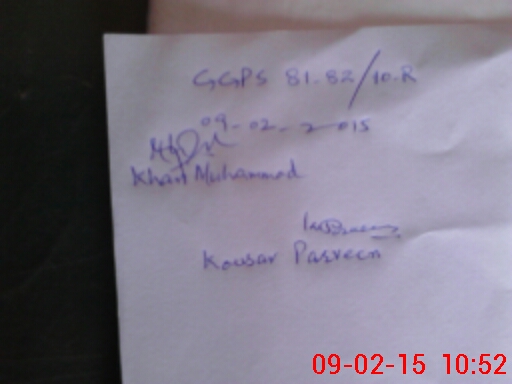 GGPS 81-82/10-R
09-02-2015
Khan Muhammad
Kousar Parveen
09-02-15 10:52